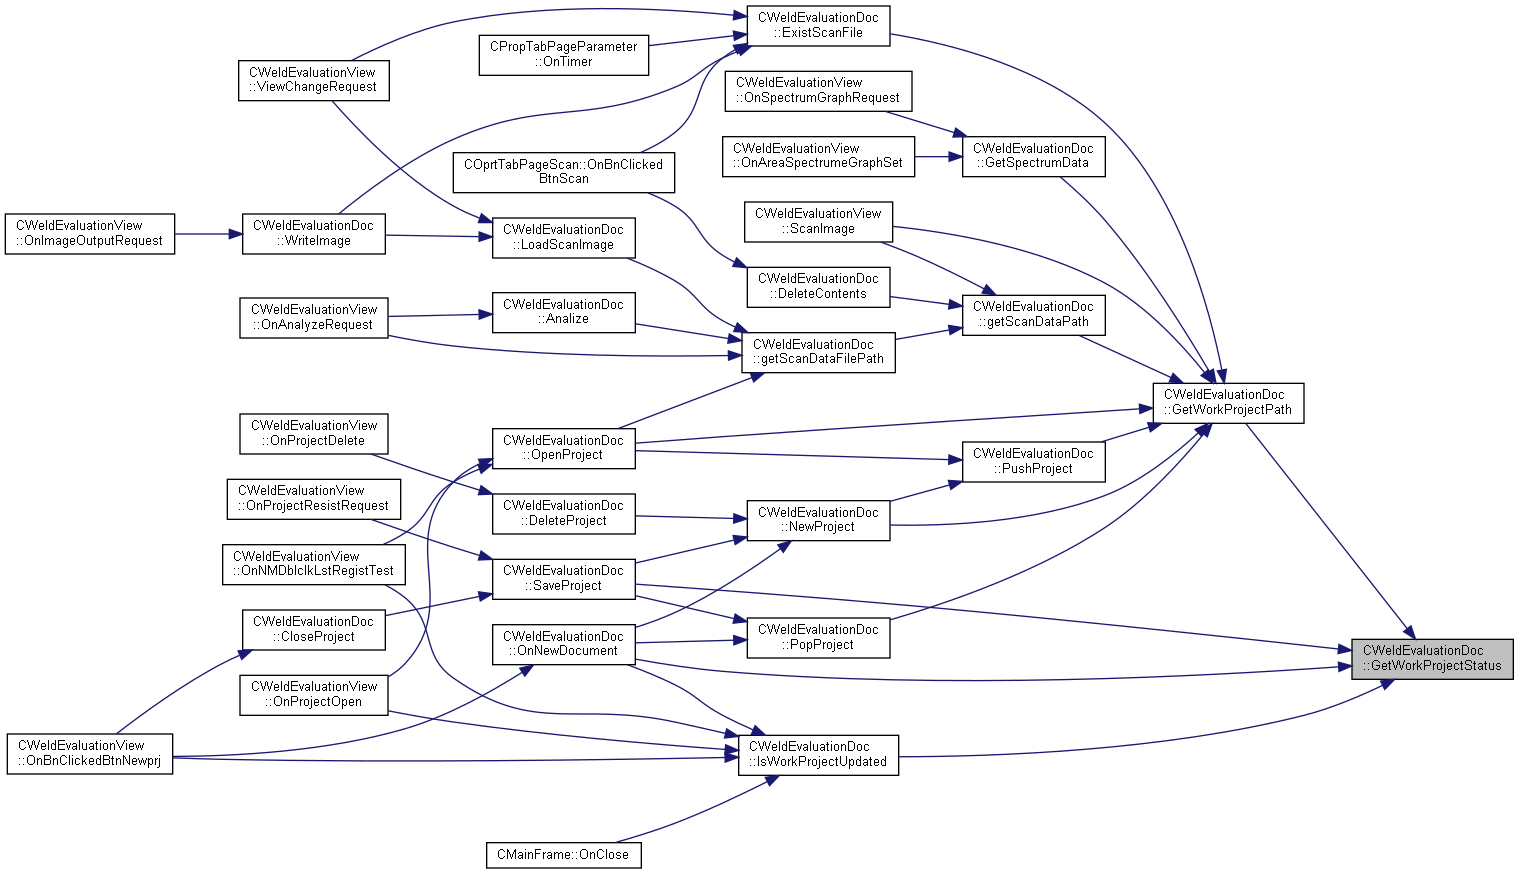 CWeldEvaluationDoc
::ExistScanFile
CPropTabPageParameter
::OnTimer
CWeldEvaluationView
::ViewChangeRequest
CWeldEvaluationView
::OnSpectrumGraphRequest
CWeldEvaluationView
::OnAreaSpectrumeGraphSet
CWeldEvaluationDoc
::GetSpectrumData
COprtTabPageScan::OnBnClicked
BtnScan
CWeldEvaluationView
::ScanImage
CWeldEvaluationView
::OnImageOutputRequest
CWeldEvaluationDoc
::WriteImage
CWeldEvaluationDoc
::LoadScanImage
CWeldEvaluationDoc
::DeleteContents
CWeldEvaluationDoc
::getScanDataPath
CWeldEvaluationView
::OnAnalyzeRequest
CWeldEvaluationDoc
::Analize
CWeldEvaluationDoc
::getScanDataFilePath
CWeldEvaluationDoc
::GetWorkProjectPath
CWeldEvaluationView
::OnProjectDelete
CWeldEvaluationDoc
::OpenProject
CWeldEvaluationDoc
::PushProject
CWeldEvaluationView
::OnProjectResistRequest
CWeldEvaluationDoc
::DeleteProject
CWeldEvaluationDoc
::NewProject
CWeldEvaluationView
::OnNMDblclkLstRegistTest
CWeldEvaluationDoc
::SaveProject
CWeldEvaluationDoc
::CloseProject
CWeldEvaluationDoc
::OnNewDocument
CWeldEvaluationDoc
::PopProject
CWeldEvaluationDoc
::GetWorkProjectStatus
CWeldEvaluationView
::OnProjectOpen
CWeldEvaluationView
::OnBnClickedBtnNewprj
CWeldEvaluationDoc
::IsWorkProjectUpdated
CMainFrame::OnClose